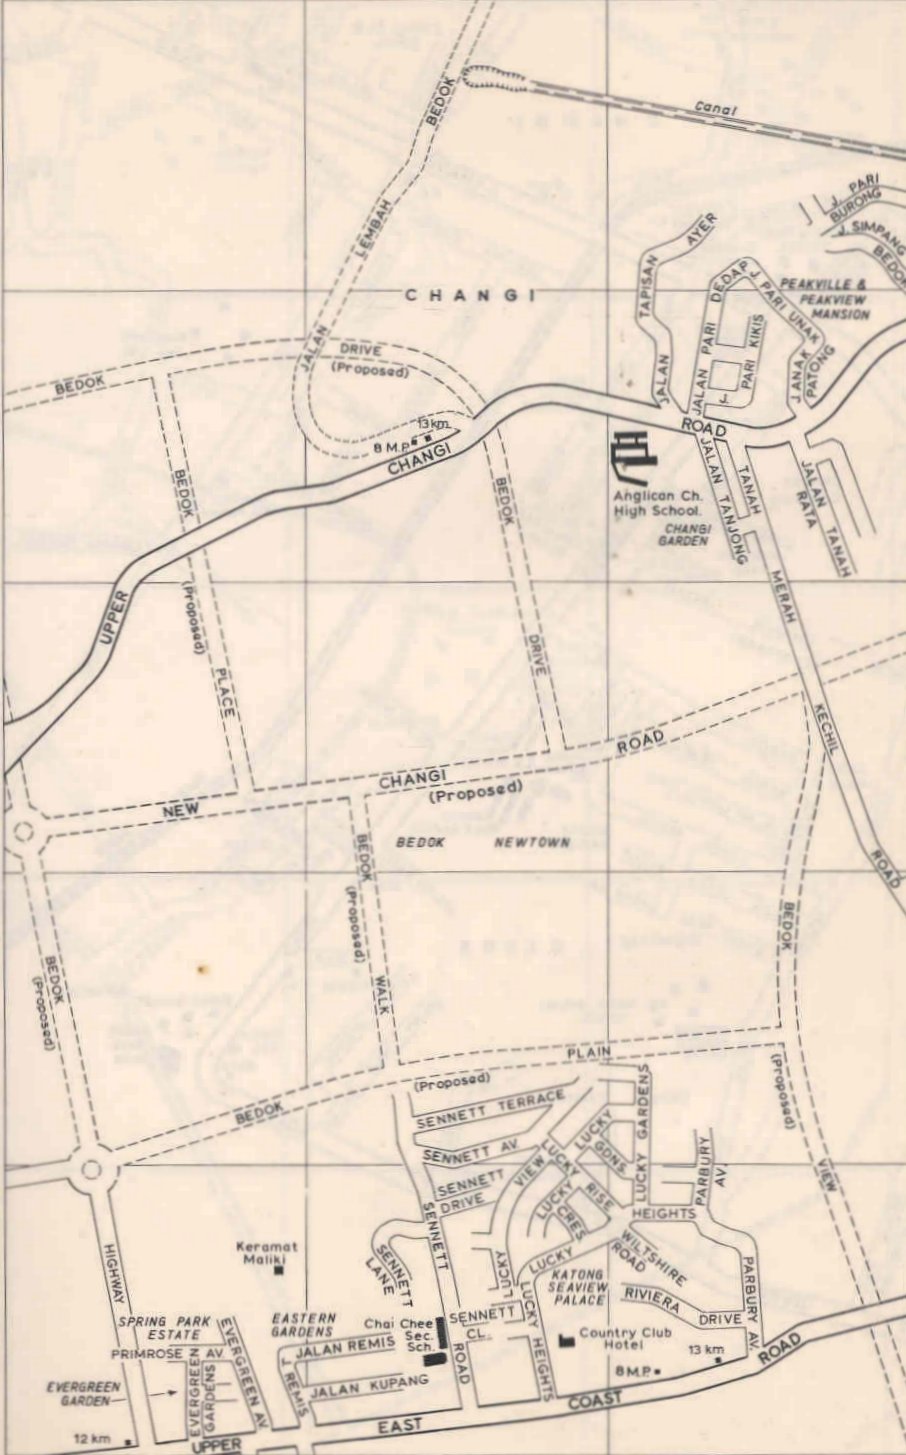 BEDOK
Canal
LEMBAH
JALAN
CHANGI
J. PARI
BURONG
J. SIMPANG
BEDOK
TAPISAN
AYER
JALAN
DEDAP
JALAN PARI
J. PARI UNAK
J. PARI KIKIS
PEAKVILLE &
PEAKVIEW
MANSION
J. ANAK
PATONG
BEDOK
DRIVE
(Proposed)
13km
8 M.P.
CHANGI
ROAD
UPPER
BEDOK
(Proposed)
PLACE
BEDOK
DRIVE
Anglican Ch.
High School.
CHANGI
GARDEN
JALAN TANJONG
TANAH
MERAH
KECHIL
ROAD
JALAN TANAH
RATA
NEW
CHANGI
(Proposed)
ROAD
BEDOK NEWTOWN
BEDOK
(Proposed)
WALK
BEDOK
(Proposed)
VIEW
BEDOK
(Proposed)
HIGHWAY
BEDOK
(Proposed)
PLAIN
SENNETT TERRACE
SENNETT AV
SENNETT
DRIVE
SENNETT
ROAD
SENNETT
LANE
SENNETT
CL.
LUCKY
VIEW
LUCKY
GDNS.
LUCKY GARDENS
LUCKY
RISE
LUCKY
CRES
LUCKY
HEIGHTS
LUCKY HEIGHTS
PARBURY
AV.
PARBURY AV.
WILTSHIRE
ROAD
RIVIERA
DRIVE
KATONG
SEAVIEW
PALACE
Country Club
Hotel
13 km
8 M.P.
Keramat
Maliki
SPRING PARK
ESTATE
PRIMROSE AV.
EVERGREEN
GARDEN
EVERGREEN
GARDENS
EVERGREEN AV
EASTERN
GARDENS
JALAN REMIS
J. REMIS
JALAN KUPANG
Chai Chee
Sec.
Sch.
12 km
UPPER
EAST
COAST
ROAD